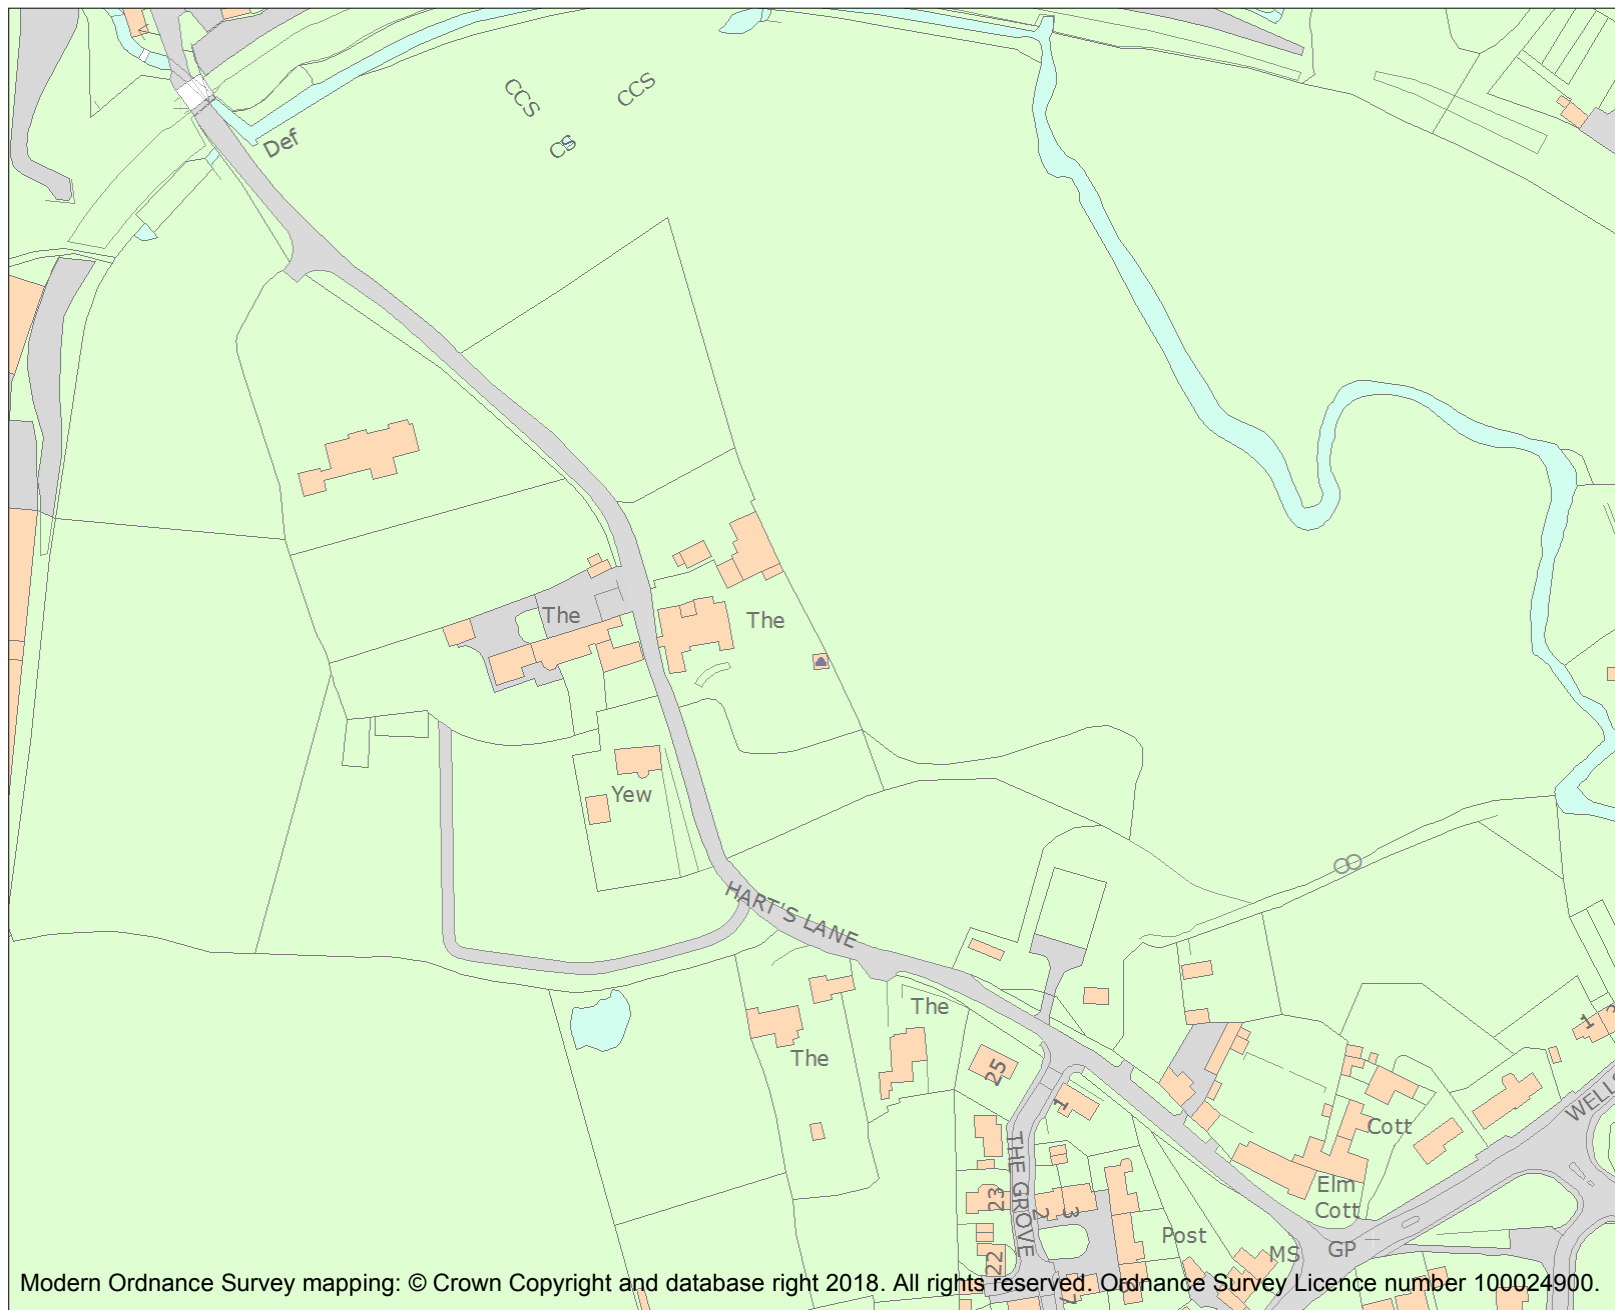 CCS
CCS
CS
Def
The
The
Yew
HART'S LANE
The
The
25
1
1
WELLS
Cott
THE GROVE
Elm
Cott
23
2
3
Post
MS
GP
22
Modern Ordnance Survey mapping: © Crown Copyright and database right 2018. All rights reserved. Ordnance Survey Licence number 100024900.